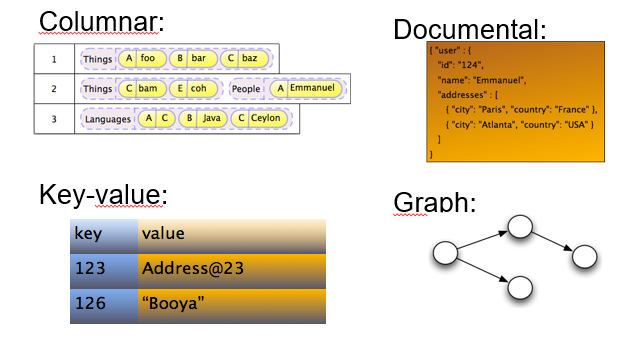 Columnar:
1 Things A foo B bar C baz
2 Things C bam E coh People A Emmanuel
3 Languages A C B Java C Ceylon
Documental:
{ "user" : {
"id": "124",
"name": "Emmanuel",
"addresses" : [
{ "city": "Paris", "country": "France" },
{ "city": "Atlanta", "country": "USA" }
]
}
Key-value:
key value
123 Address@23
126 “Booya”
Graph: